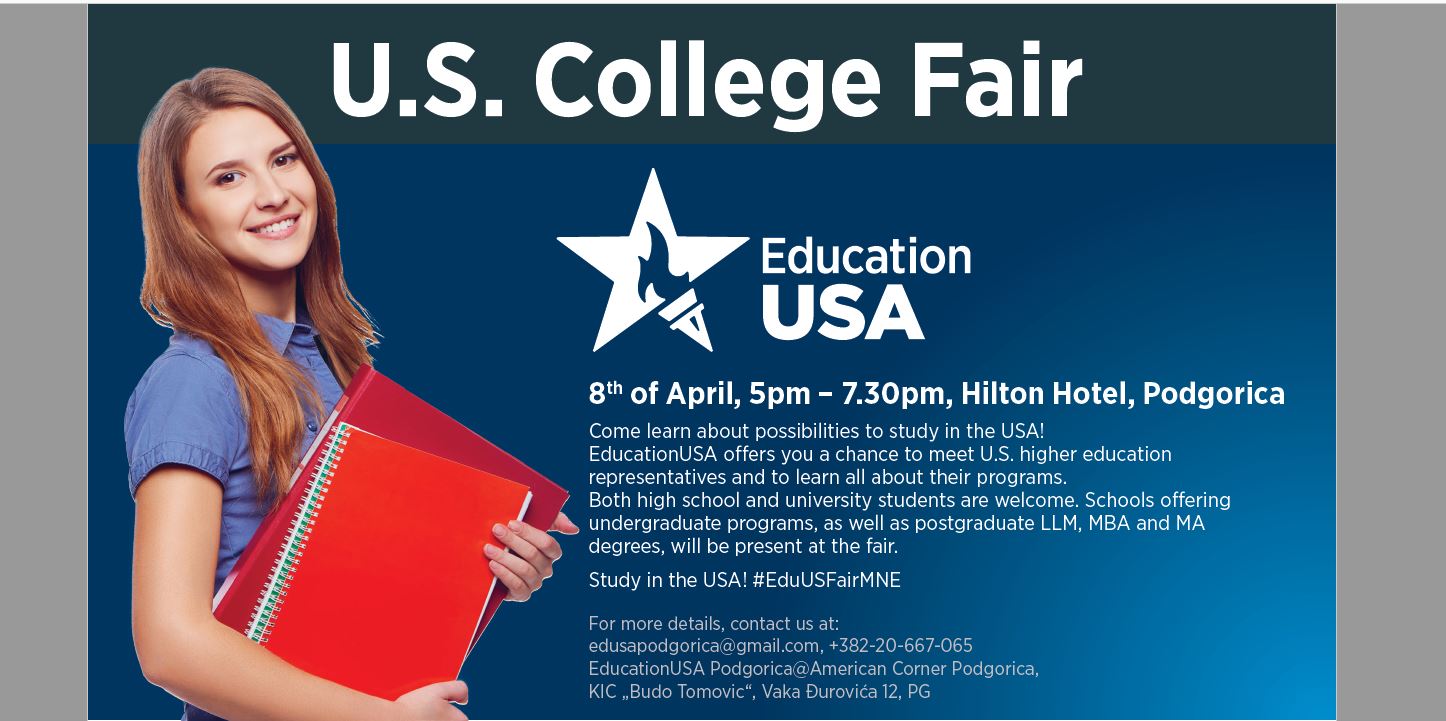 U.S. College Fair
Education
USA
8th of April, 5pm – 7.30pm, Hilton Hotel, Podgorica
Come learn about possibilities to study in the USA!
EducationUSA offers you a chance to meet U.S. higher education
representatives and to learn all about their programs.
Both high school and university students are welcome. Schools offering
undergraduate programs, as well as postgraduate LLM, MBA and MA
degrees, will be present at the fair.
Study in the USA! #EduUSFairMNE
For more details, contact us at:
edusapodgorica@gmail.com, +382-20-667-065
EducationUSA Podgorica@American Corner Podgorica,
KIC „Budo Tomovic“, Vaka Đurovića 12, PG